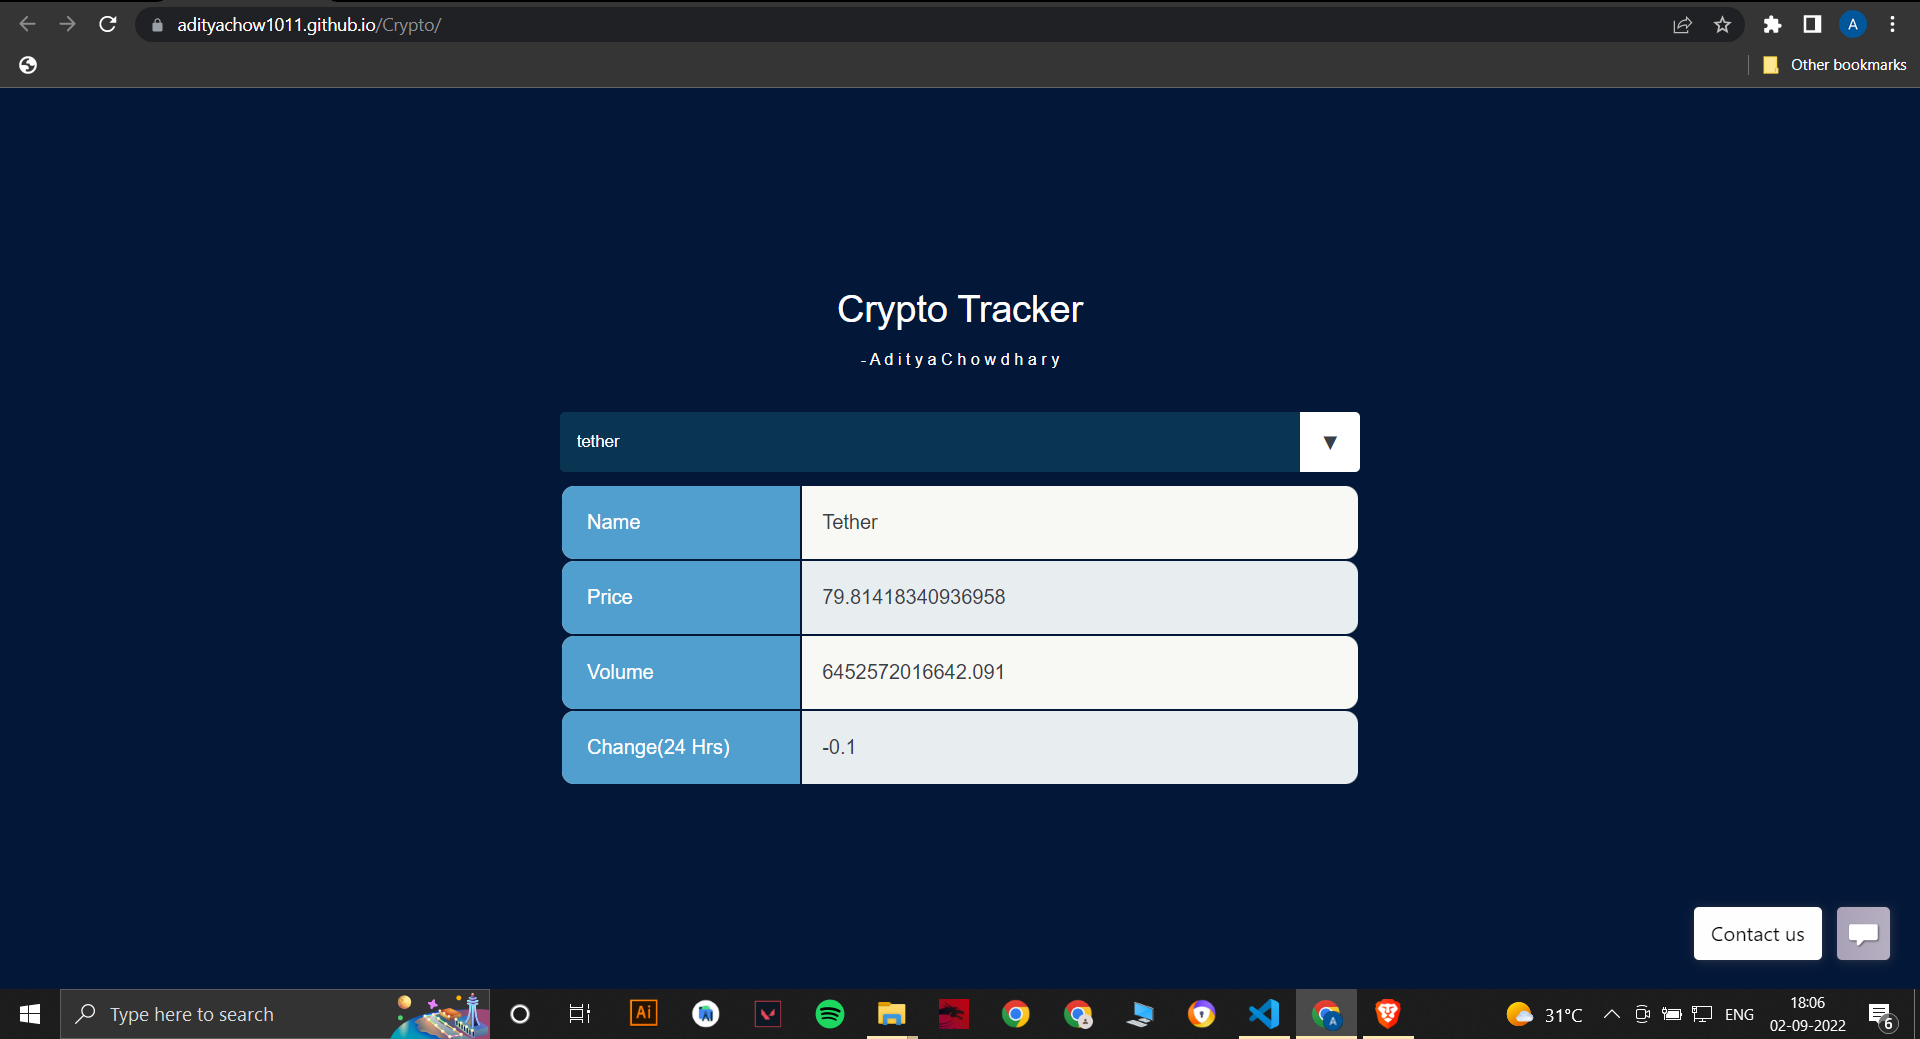 adityachow1011.github.io/Crypto/
A
Other bookmarks
Crypto Tracker
-AdityaChowdhary
tether
▼
Name Tether
Price 79.81418340936958
Volume 6452572016642.091
Change(24 Hrs) -0.1
Contact us
Type here to search
Ai
A
31°C
ENG
18:06
02-09-2022
6